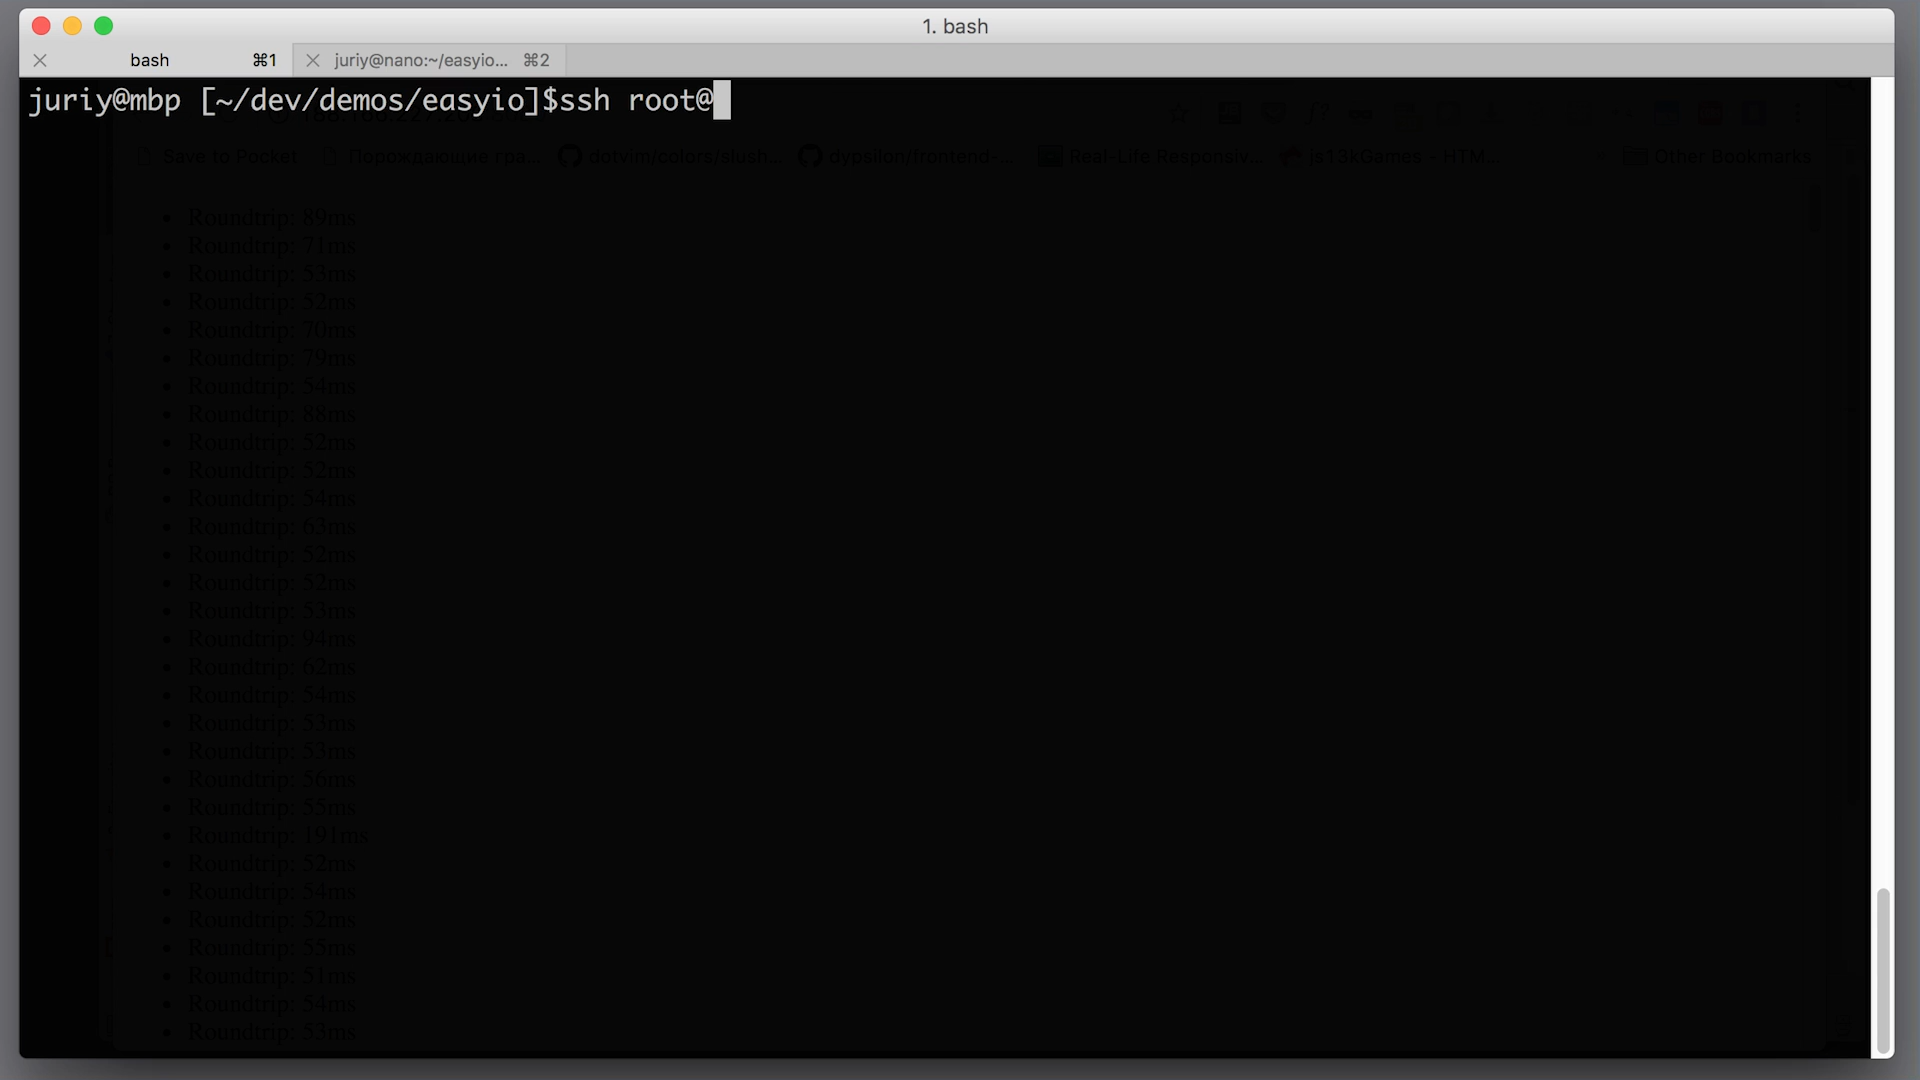 1. bash
bash ⌘1 juriy@nano:~/easyio... ⌘2
juriy@mbp [~/dev/demos/easyio]$ssh root@
Save to Pocket Порождающие гра... dotvim/colors/slush... dypsilon/frontend-... Real-Life Responsiv... js13kGames - HTM... Other Bookmarks
• Roundtrip: 89ms
• Roundtrip: 71ms
• Roundtrip: 53ms
• Roundtrip: 52ms
• Roundtrip: 70ms
• Roundtrip: 79ms
• Roundtrip: 54ms
• Roundtrip: 88ms
• Roundtrip: 52ms
• Roundtrip: 52ms
• Roundtrip: 54ms
• Roundtrip: 63ms
• Roundtrip: 52ms
• Roundtrip: 52ms
• Roundtrip: 53ms
• Roundtrip: 94ms
• Roundtrip: 62ms
• Roundtrip: 54ms
• Roundtrip: 53ms
• Roundtrip: 53ms
• Roundtrip: 56ms
• Roundtrip: 55ms
• Roundtrip: 191ms
• Roundtrip: 52ms
• Roundtrip: 54ms
• Roundtrip: 52ms
• Roundtrip: 55ms
• Roundtrip: 51ms
• Roundtrip: 54ms
• Roundtrip: 53ms